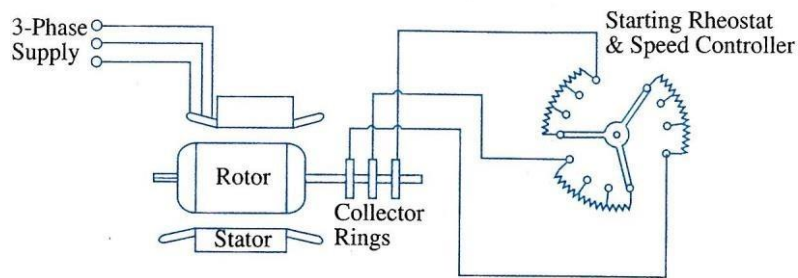 3-Phase
Supply
Starting Rheostat
& Speed Controller
Rotor
Collector
Rings
Stator